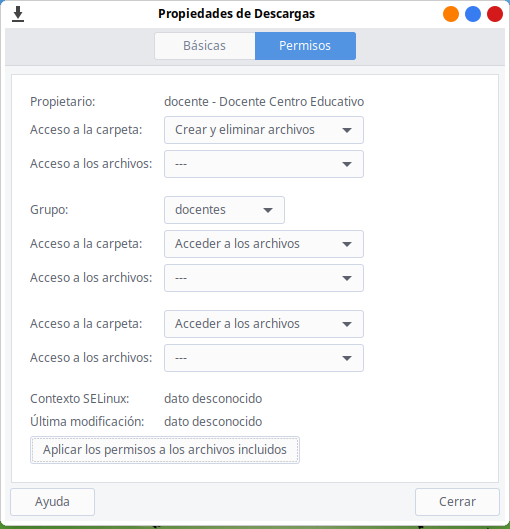 Propiedades de Descargas
Básicas Permisos
Propietario: docente - Docente Centro Educativo
Acceso a la carpeta: Crear y eliminar archivos
Acceso a los archivos: ---
Grupo: docentes
Acceso a la carpeta: Acceder a los archivos
Acceso a los archivos: ---
Acceso a la carpeta: Acceder a los archivos
Acceso a los archivos: ---
Contexto SELinux: dato desconocido
Última modificación: dato desconocido
Aplicar los permisos a los archivos incluidos
Ayuda Cerrar